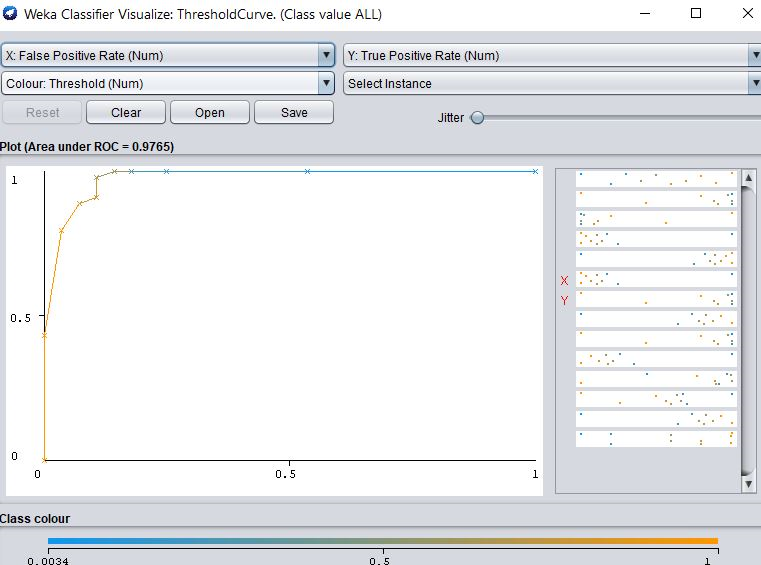 Weka Classifier Visualize: ThresholdCurve. (Class value ALL)
X: False Positive Rate (Num)
Y: True Positive Rate (Num)
Colour: Threshold (Num)
Select Instance
Reset
Clear
Open
Save
Jitter
Plot (Area under ROC = 0.9765)
1
0.5
0
0
0.5
1
X
Y
Class colour
0.0034
0.5
1